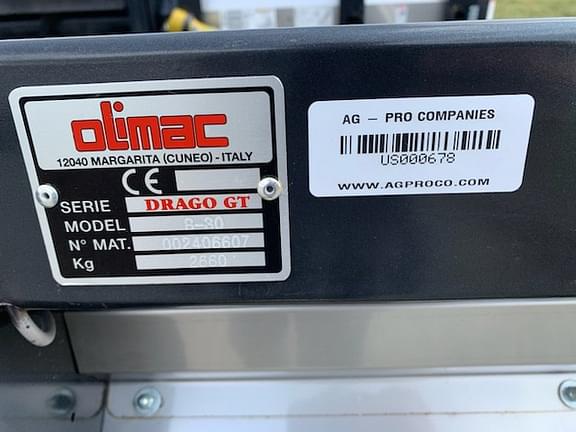 olimac
12040 MARGARITA (CUNEO) - ITALY
CE
SERIE DRAGO GT
MODEL 8-30
N° MAT. 002406607
Kg 2660
AG - PRO COMPANIES
US000678
WWW.AGPROCO.COM